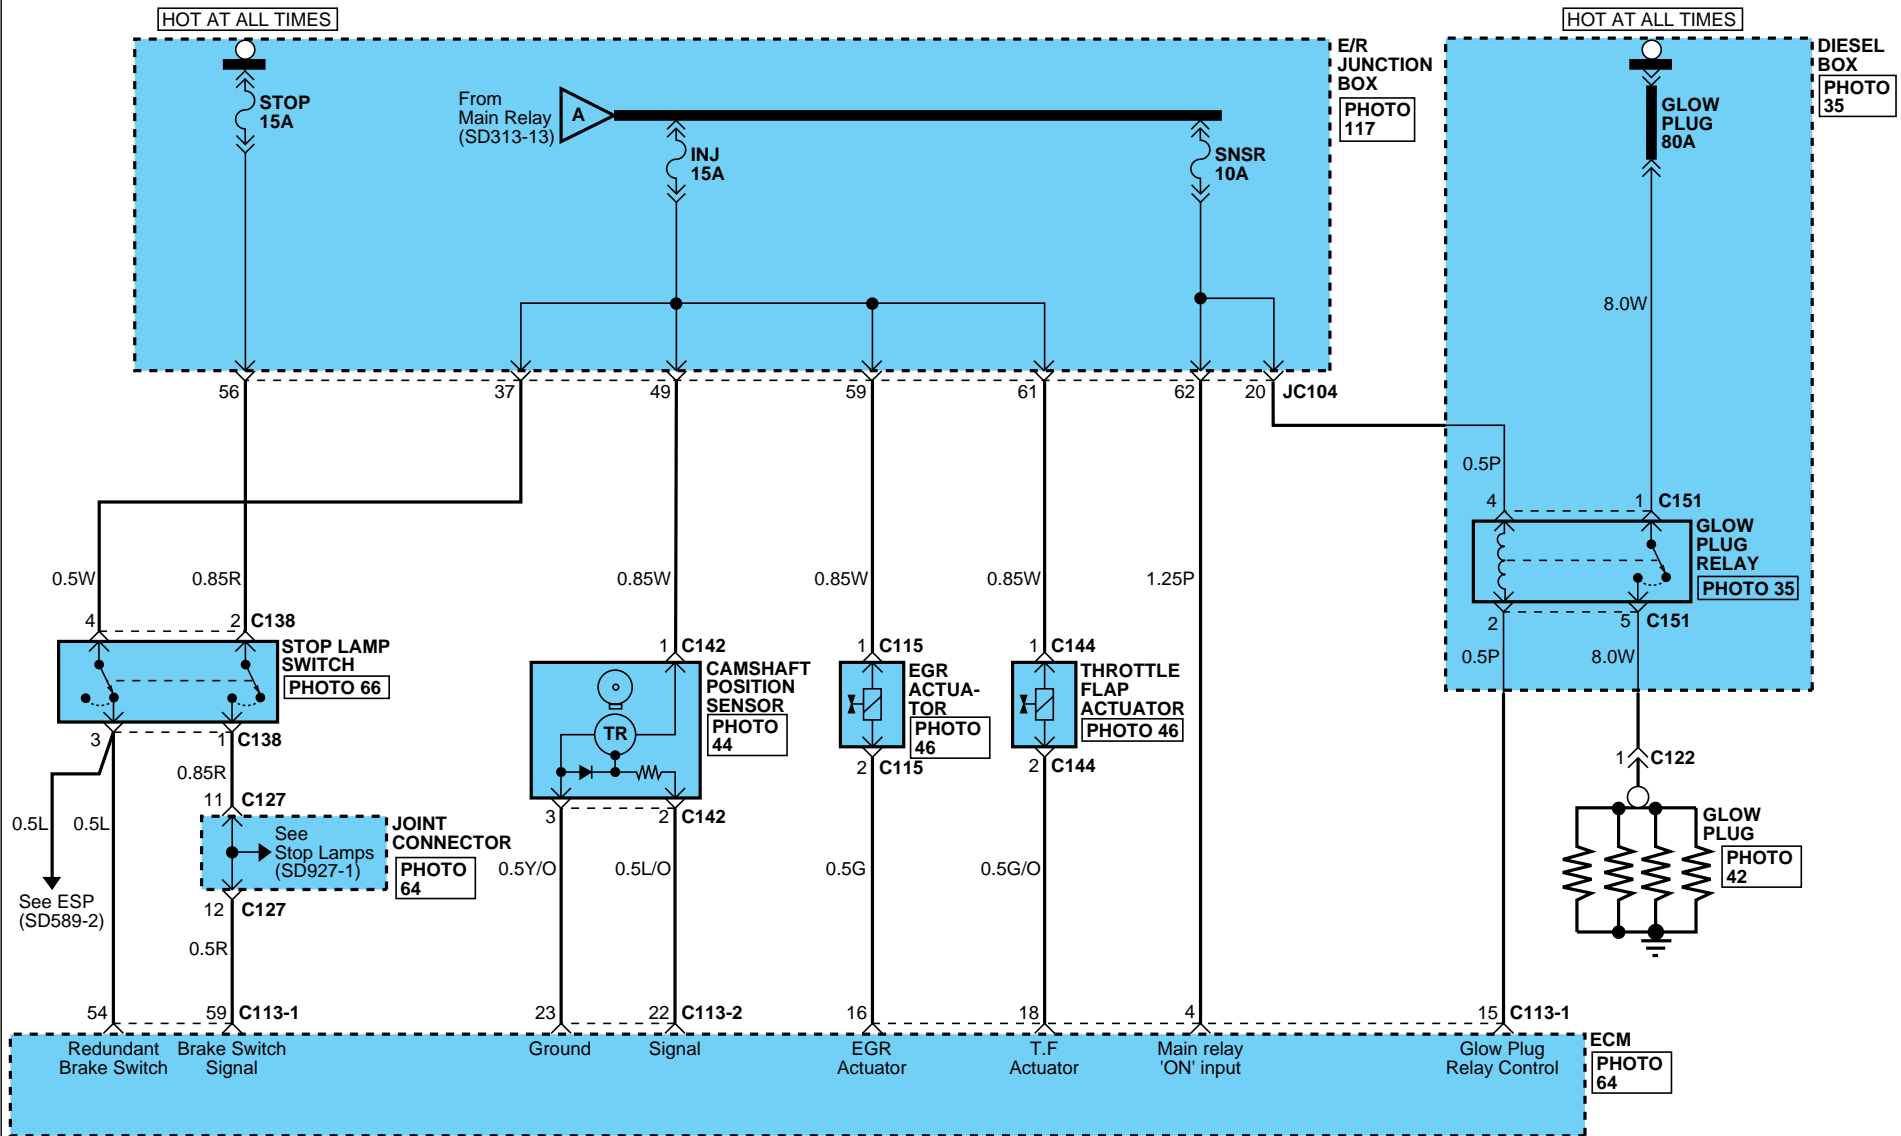 HOT AT ALL TIMES
HOT AT ALL TIMES
E/R
JUNCTION
BOX
PHOTO
117
DIESEL
BOX
PHOTO
35
STOP
15A
From
Main Relay
(SD313-13)
A
INJ
15A
SNSR
10A
GLOW
PLUG
80A
8.0W
56
37
49
59
61
62
20
JC104
0.5P
4
1
C151
GLOW
PLUG
RELAY
PHOTO 35
2
5
C151
0.5P
8.0W
0.5W
0.85R
0.85W
0.85W
0.85W
1.25P
4
2
C138
STOP LAMP
SWITCH
PHOTO 66
3
1
C138
1
C142
CAMSHAFT
POSITION
SENSOR
PHOTO
44
TR
3
2
C142
1
C115
EGR
ACTUA-
TOR
PHOTO
46
2
C115
1
C144
THROTTLE
FLAP
ACTUATOR
PHOTO 46
2
C144
1
C122
GLOW
PLUG
PHOTO
42
0.85R
11
C127
See
Stop Lamps
(SD927-1)
JOINT
CONNECTOR
PHOTO
64
12
C127
0.5L
0.5L
See ESP
(SD589-2)
0.5R
0.5Y/O
0.5L/O
0.5G
0.5G/O
54
59
C113-1
23
22
C113-2
16
18
4
15
C113-1
Redundant
Brake Switch
Brake Switch
Signal
Ground
Signal
EGR
Actuator
T.F
Actuator
Main relay
'ON' input
Glow Plug
Relay Control
ECM
PHOTO
64